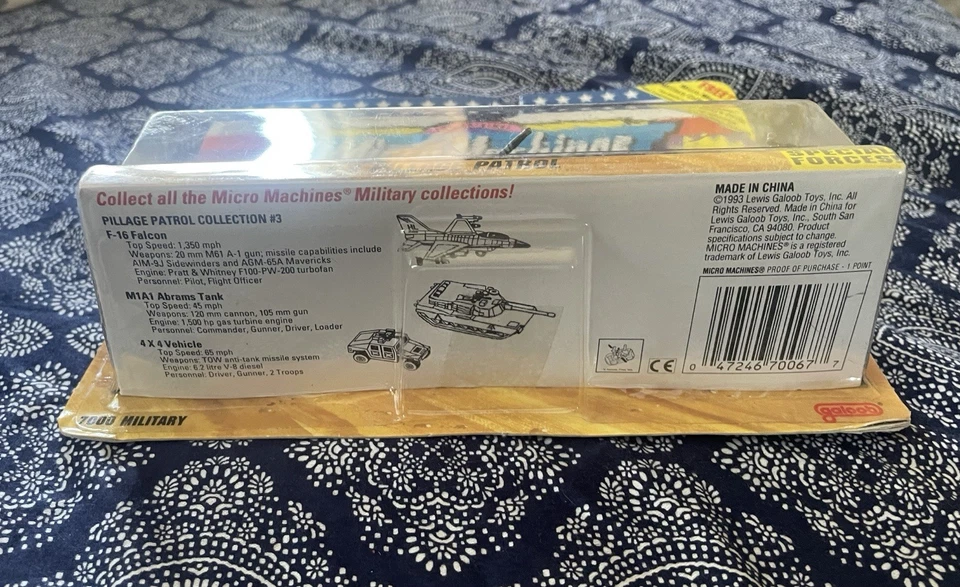 FREE
PATROL
SPECIAL
FORCES
Collect all the Micro Machines® Military collections!
PILLAGE PATROL COLLECTION #3
F-16 Falcon
Top Speed: 1,350 mph
Weapons: 20 mm M61 A-1 gun; missile capabilities include
AIM-9J Sidewinders and AGM-65A Mavericks
Engine: Pratt & Whitney F100-PW-200 turbofan
Personnel: Pilot, Flight Officer
M1A1 Abrams Tank
Top Speed: 45 mph
Weapons: 120 mm cannon, 105 mm gun
Engine: 1,500 hp gas turbine engine
Personnel: Commander, Gunner, Driver, Loader
4 X 4 Vehicle
Top Speed: 65 mph
Weapons: TOW anti-tank missile system
Engine: 6.2 litre V-8 diesel
Personnel: Driver, Gunner, 2 Troops
MADE IN CHINA
©1993 Lewis Galoob Toys, Inc. All
Rights Reserved. Made in China for
Lewis Galoob Toys, Inc., South San
Francisco, CA 94080. Product
specifications subject to change.
MICRO MACHINES® is a registered
trademark of Lewis Galoob Toys, Inc.
MICRO MACHINES® PROOF OF PURCHASE - 1 POINT
CE
0 47246 70067 7
7000 MILITARY
galoob